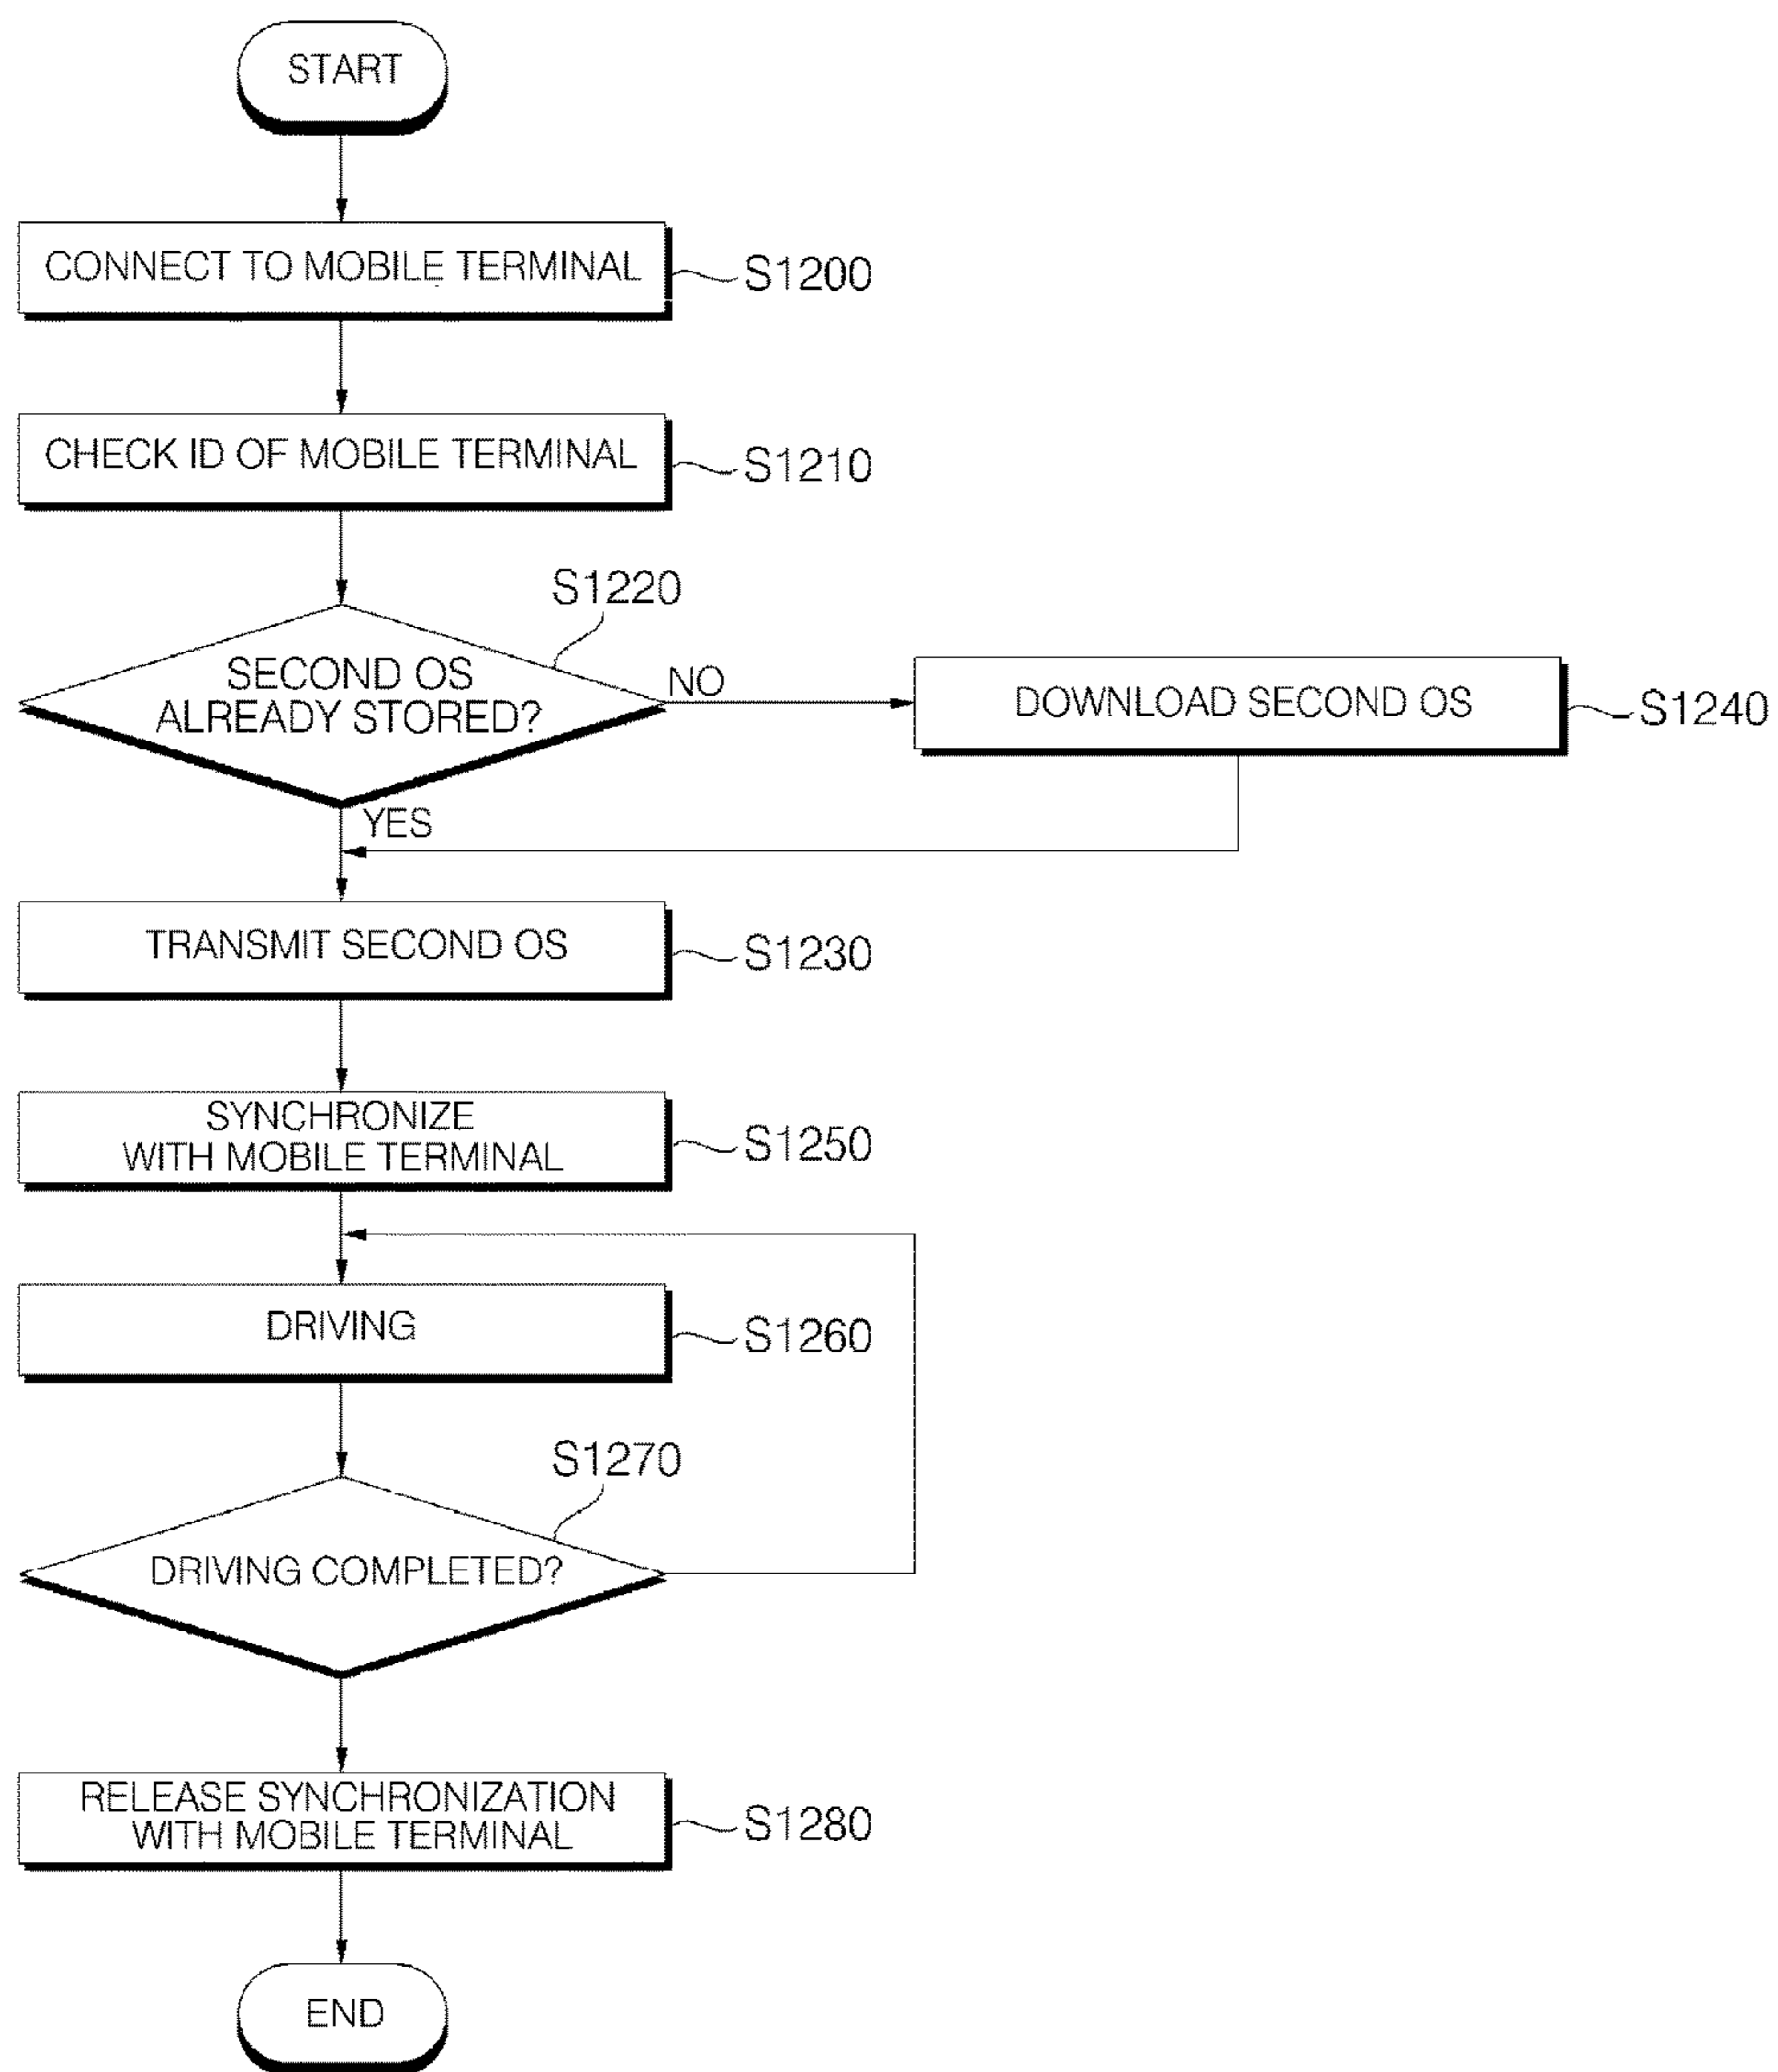 START
CONNECT TO MOBILE TERMINAL
S1200
CHECK ID OF MOBILE TERMINAL
S1210
S1220
SECOND OS
ALREADY STORED?
NO
DOWNLOAD SECOND OS
S1240
YES
TRANSMIT SECOND OS
S1230
SYNCHRONIZE
WITH MOBILE TERMINAL
S1250
DRIVING
S1260
S1270
DRIVING COMPLETED?
RELEASE SYNCHRONIZATION
WITH MOBILE TERMINAL
S1280
END